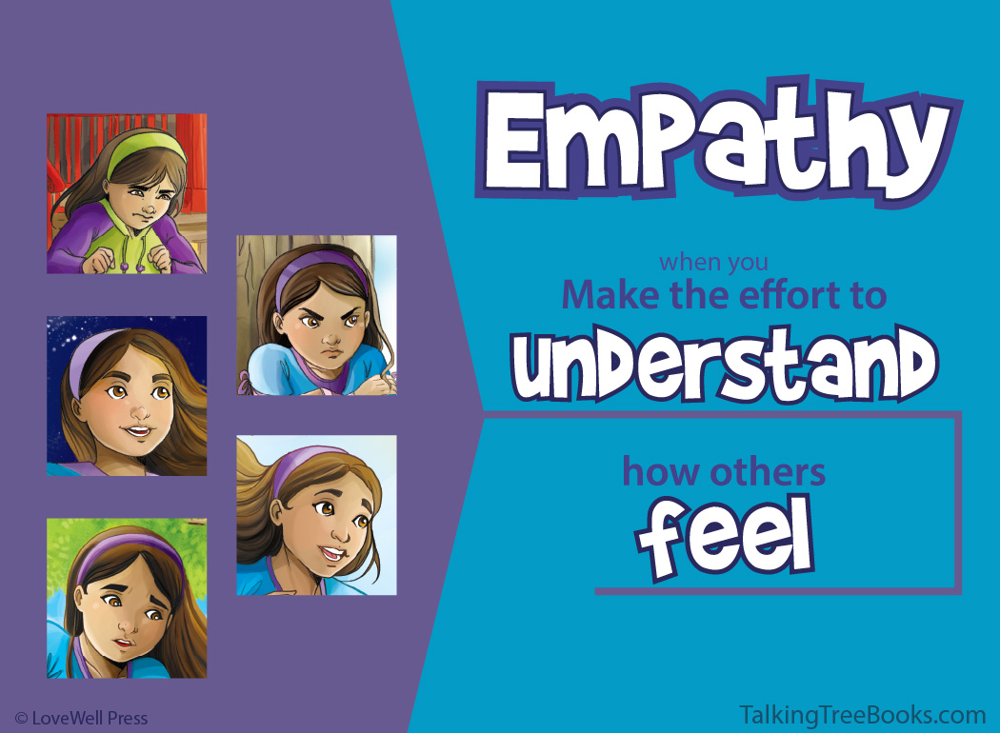 Empathy
when you
Make the effort to
understand
how others
feel
© LoveWell Press
TalkingTreeBooks.com